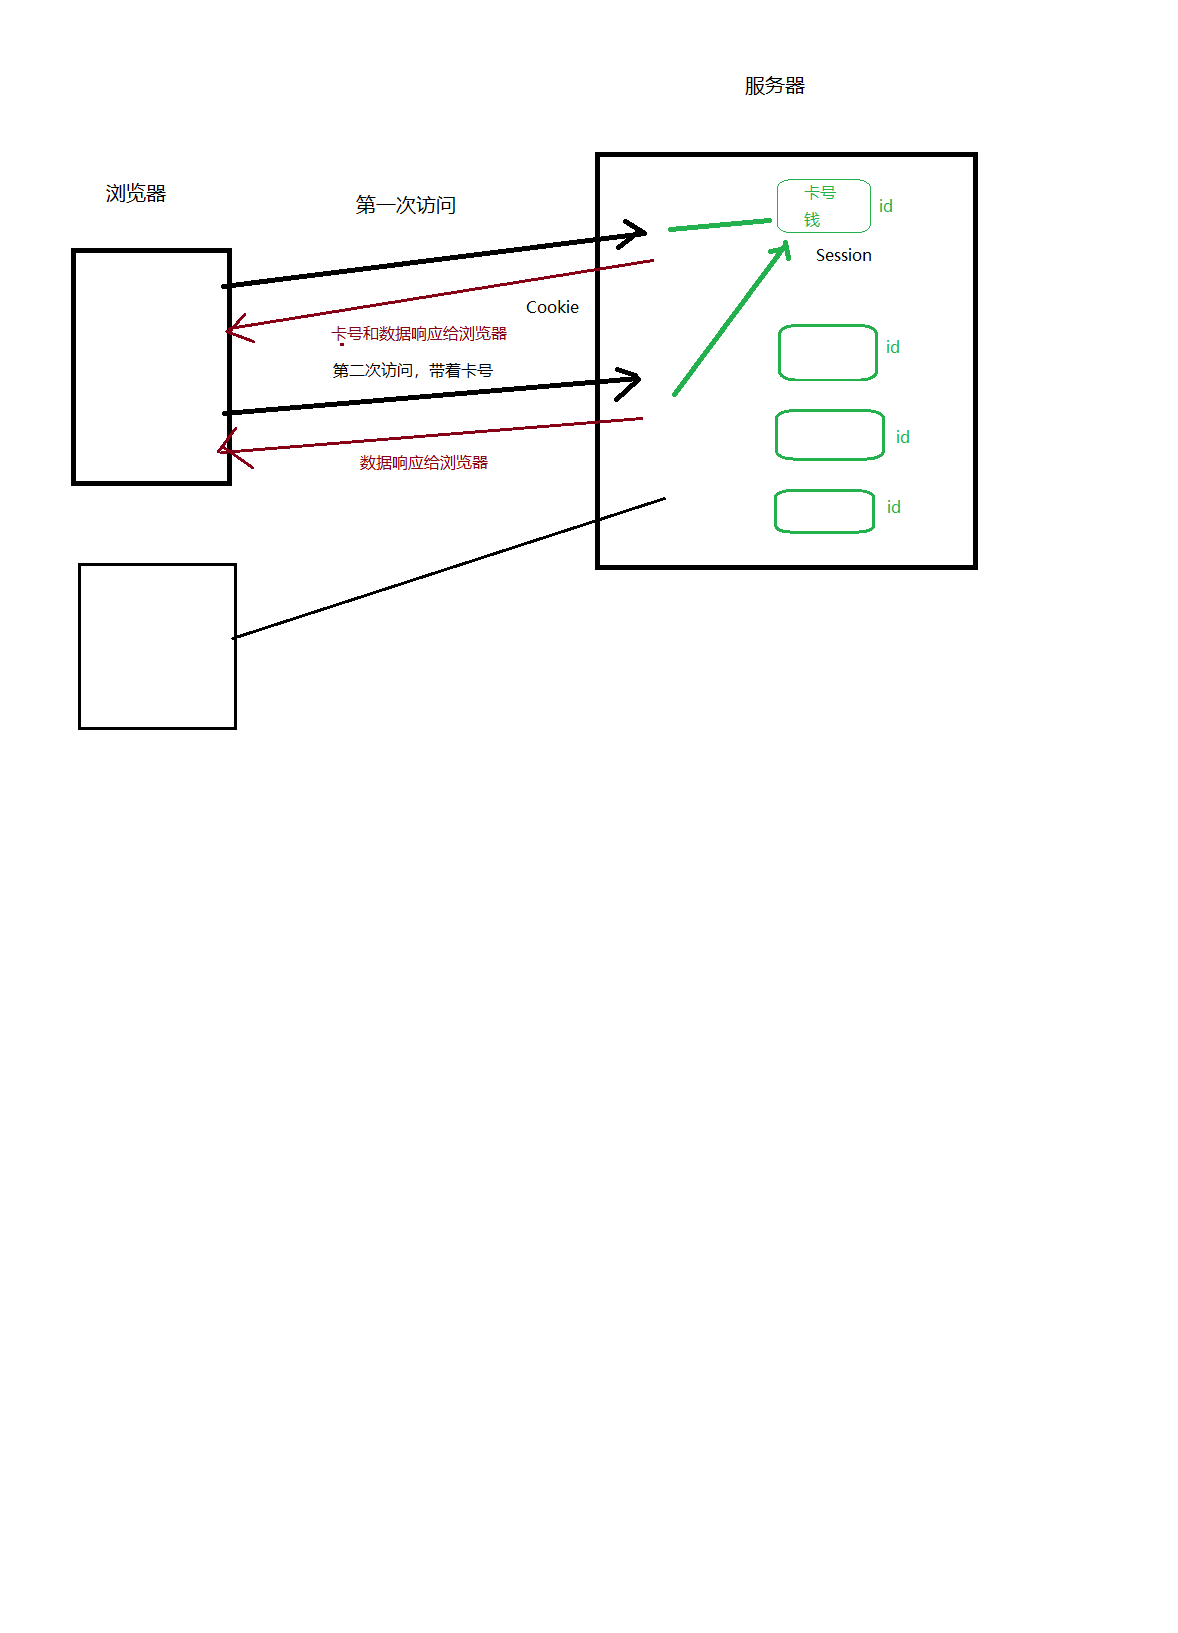 服务器
浏览器
第一次访问
卡号
钱
id
Session
Cookie
卡号和数据响应给浏览器
id
第二次访问，带着卡号
id
数据响应给浏览器
id